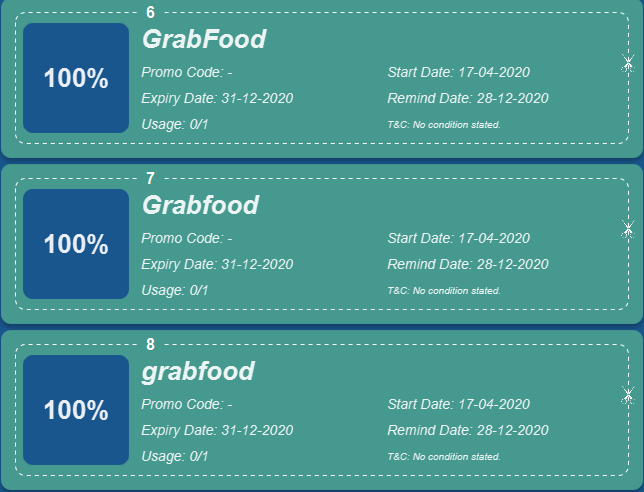 6
GrabFood
100%
Promo Code: - Start Date: 17-04-2020
Expiry Date: 31-12-2020 Remind Date: 28-12-2020
Usage: 0/1 T&C: No condition stated.
7
Grabfood
100%
Promo Code: - Start Date: 17-04-2020
Expiry Date: 31-12-2020 Remind Date: 28-12-2020
Usage: 0/1 T&C: No condition stated.
8
grabfood
100%
Promo Code: - Start Date: 17-04-2020
Expiry Date: 31-12-2020 Remind Date: 28-12-2020
Usage: 0/1 T&C: No condition stated.